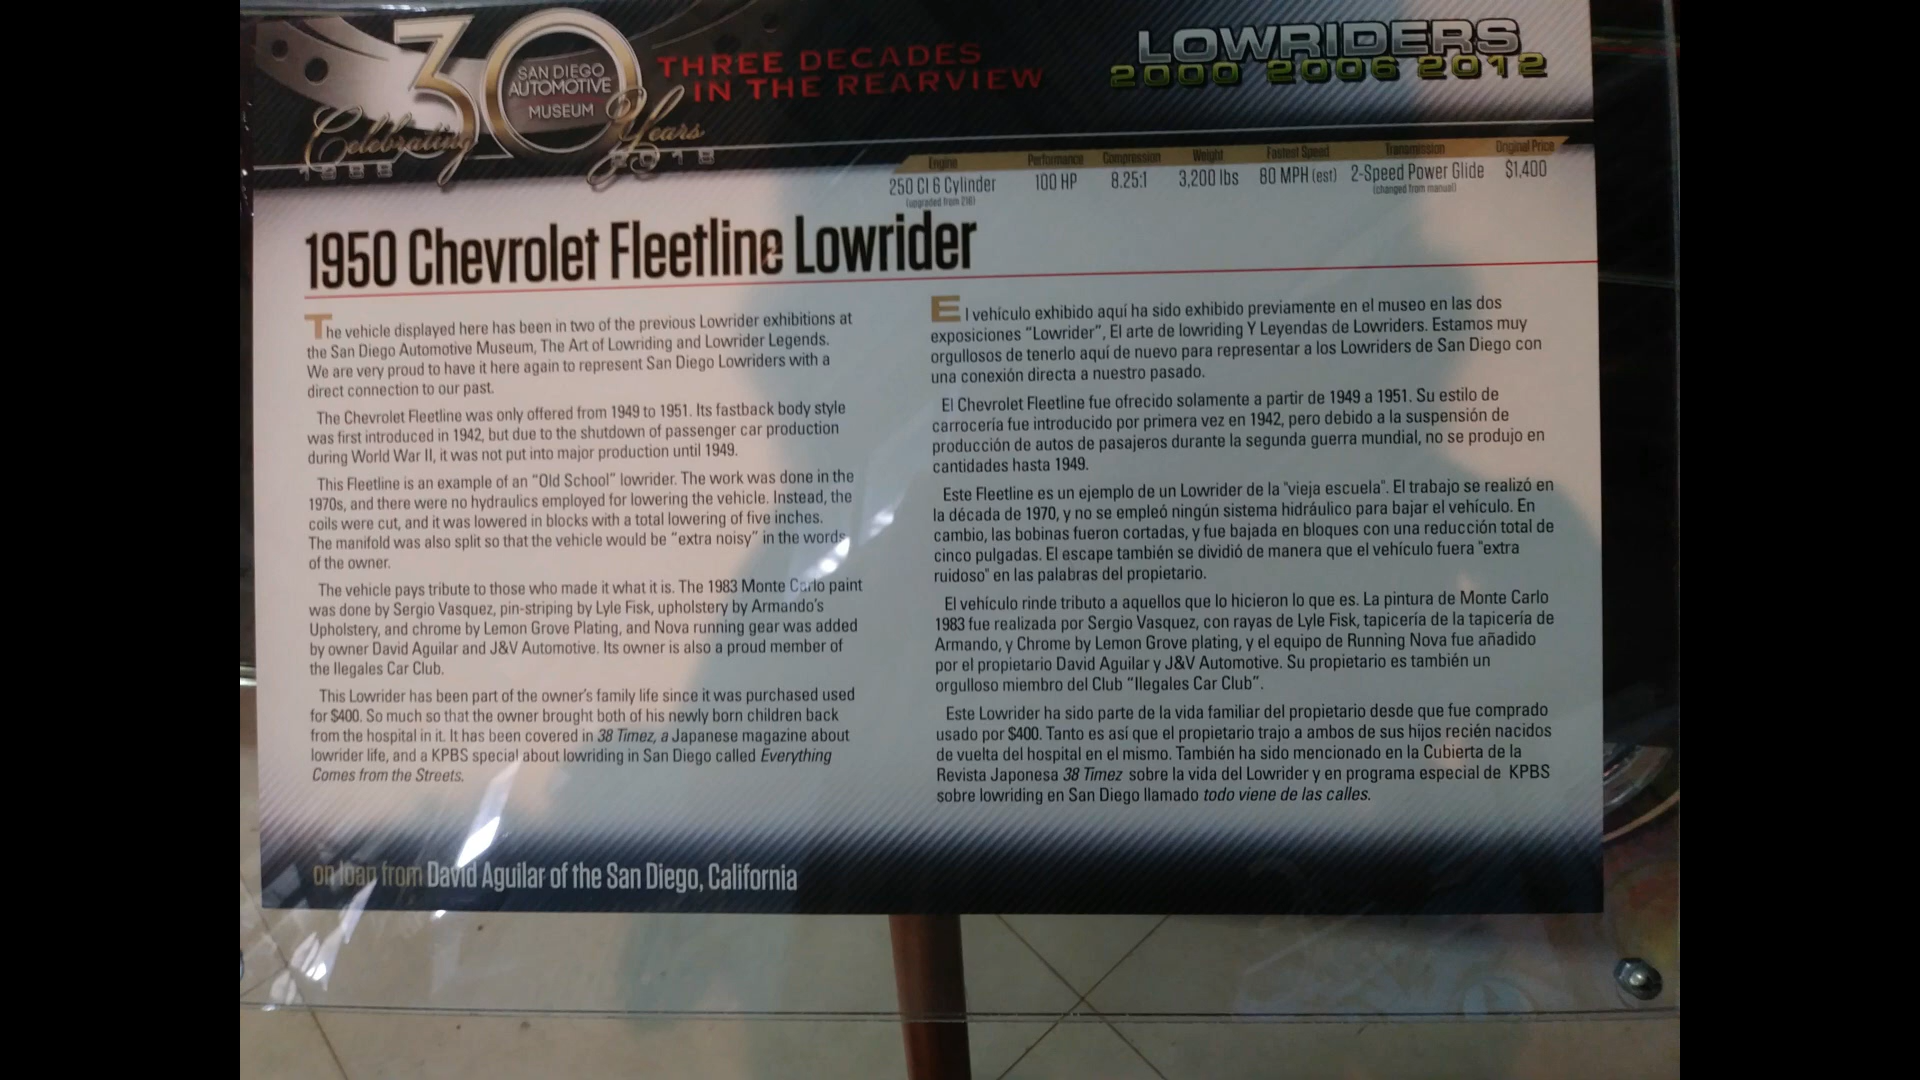 30
SAN DIEGO
AUTOMOTIVE
MUSEUM
Celebrating Years
THREE DECADES
IN THE REARVIEW
LOWRIDERS
2000 2006 2012
Engine Performance Compression Weight Fastest Speed Transmission Original Price
250 CI 6 Cylinder 100 HP 8.25:1 3,200 lbs 80 MPH (est) 2-Speed Power Glide $1,400
(upgraded from 216) (changed from manual)
1950 Chevrolet Fleetline Lowrider
The vehicle displayed here has been in two of the previous Lowrider exhibitions at
the San Diego Automotive Museum, The Art of Lowriding and Lowrider Legends.
We are very proud to have it here again to represent San Diego Lowriders with a
direct connection to our past.
The Chevrolet Fleetline was only offered from 1949 to 1951. Its fastback body style
was first introduced in 1942, but due to the shutdown of passenger car production
during World War II, it was not put into major production until 1949.
This Fleetline is an example of an “Old School” lowrider. The work was done in the
1970s, and there were no hydraulics employed for lowering the vehicle. Instead, the
coils were cut, and it was lowered in blocks with a total lowering of five inches.
The manifold was also split so that the vehicle would be “extra noisy” in the words
of the owner.
The vehicle pays tribute to those who made it what it is. The 1983 Monte Carlo paint
was done by Sergio Vasquez, pin-striping by Lyle Fisk, upholstery by Armando’s
Upholstery, and chrome by Lemon Grove Plating, and Nova running gear was added
by owner David Aguilar and J&V Automotive. Its owner is also a proud member of
the Ilegales Car Club.
This Lowrider has been part of the owner’s family life since it was purchased used
for $400. So much so that the owner brought both of his newly born children back
from the hospital in it. It has been covered in 38 Timez, a Japanese magazine about
lowrider life, and a KPBS special about lowriding in San Diego called Everything
Comes from the Streets.
El vehículo exhibido aquí ha sido exhibido previamente en el museo en las dos
exposiciones “Lowrider”, El arte de lowriding Y Leyendas de Lowriders. Estamos muy
orgullosos de tenerlo aquí de nuevo para representar a los Lowriders de San Diego con
una conexión directa a nuestro pasado.
El Chevrolet Fleetline fue ofrecido solamente a partir de 1949 a 1951. Su estilo de
carrocería fue introducido por primera vez en 1942, pero debido a la suspensión de
producción de autos de pasajeros durante la segunda guerra mundial, no se produjo en
cantidades hasta 1949.
Este Fleetline es un ejemplo de un Lowrider de la "vieja escuela". El trabajo se realizó en
la década de 1970, y no se empleó ningún sistema hidráulico para bajar el vehículo. En
cambio, las bobinas fueron cortadas, y fue bajada en bloques con una reducción total de
cinco pulgadas. El escape también se dividió de manera que el vehículo fuera "extra
ruidoso" en las palabras del propietario.
El vehículo rinde tributo a aquellos que lo hicieron lo que es. La pintura de Monte Carlo
1983 fue realizada por Sergio Vasquez, con rayas de Lyle Fisk, tapicería de la tapicería de
Armando, y Chrome by Lemon Grove plating, y el equipo de Running Nova fue añadido
por el propietario David Aguilar y J&V Automotive. Su propietario es también un
orgulloso miembro del Club “Ilegales Car Club”.
Este Lowrider ha sido parte de la vida familiar del propietario desde que fue comprado
usado por $400. Tanto es así que el propietario trajo a ambos de sus hijos recién nacidos
de vuelta del hospital en el mismo. También ha sido mencionado en la Cubierta de la
Revista Japonesa 38 Timez sobre la vida del Lowrider y en programa especial de KPBS
sobre lowriding en San Diego llamado todo viene de las calles.
on loan from David Aguilar of the San Diego, California